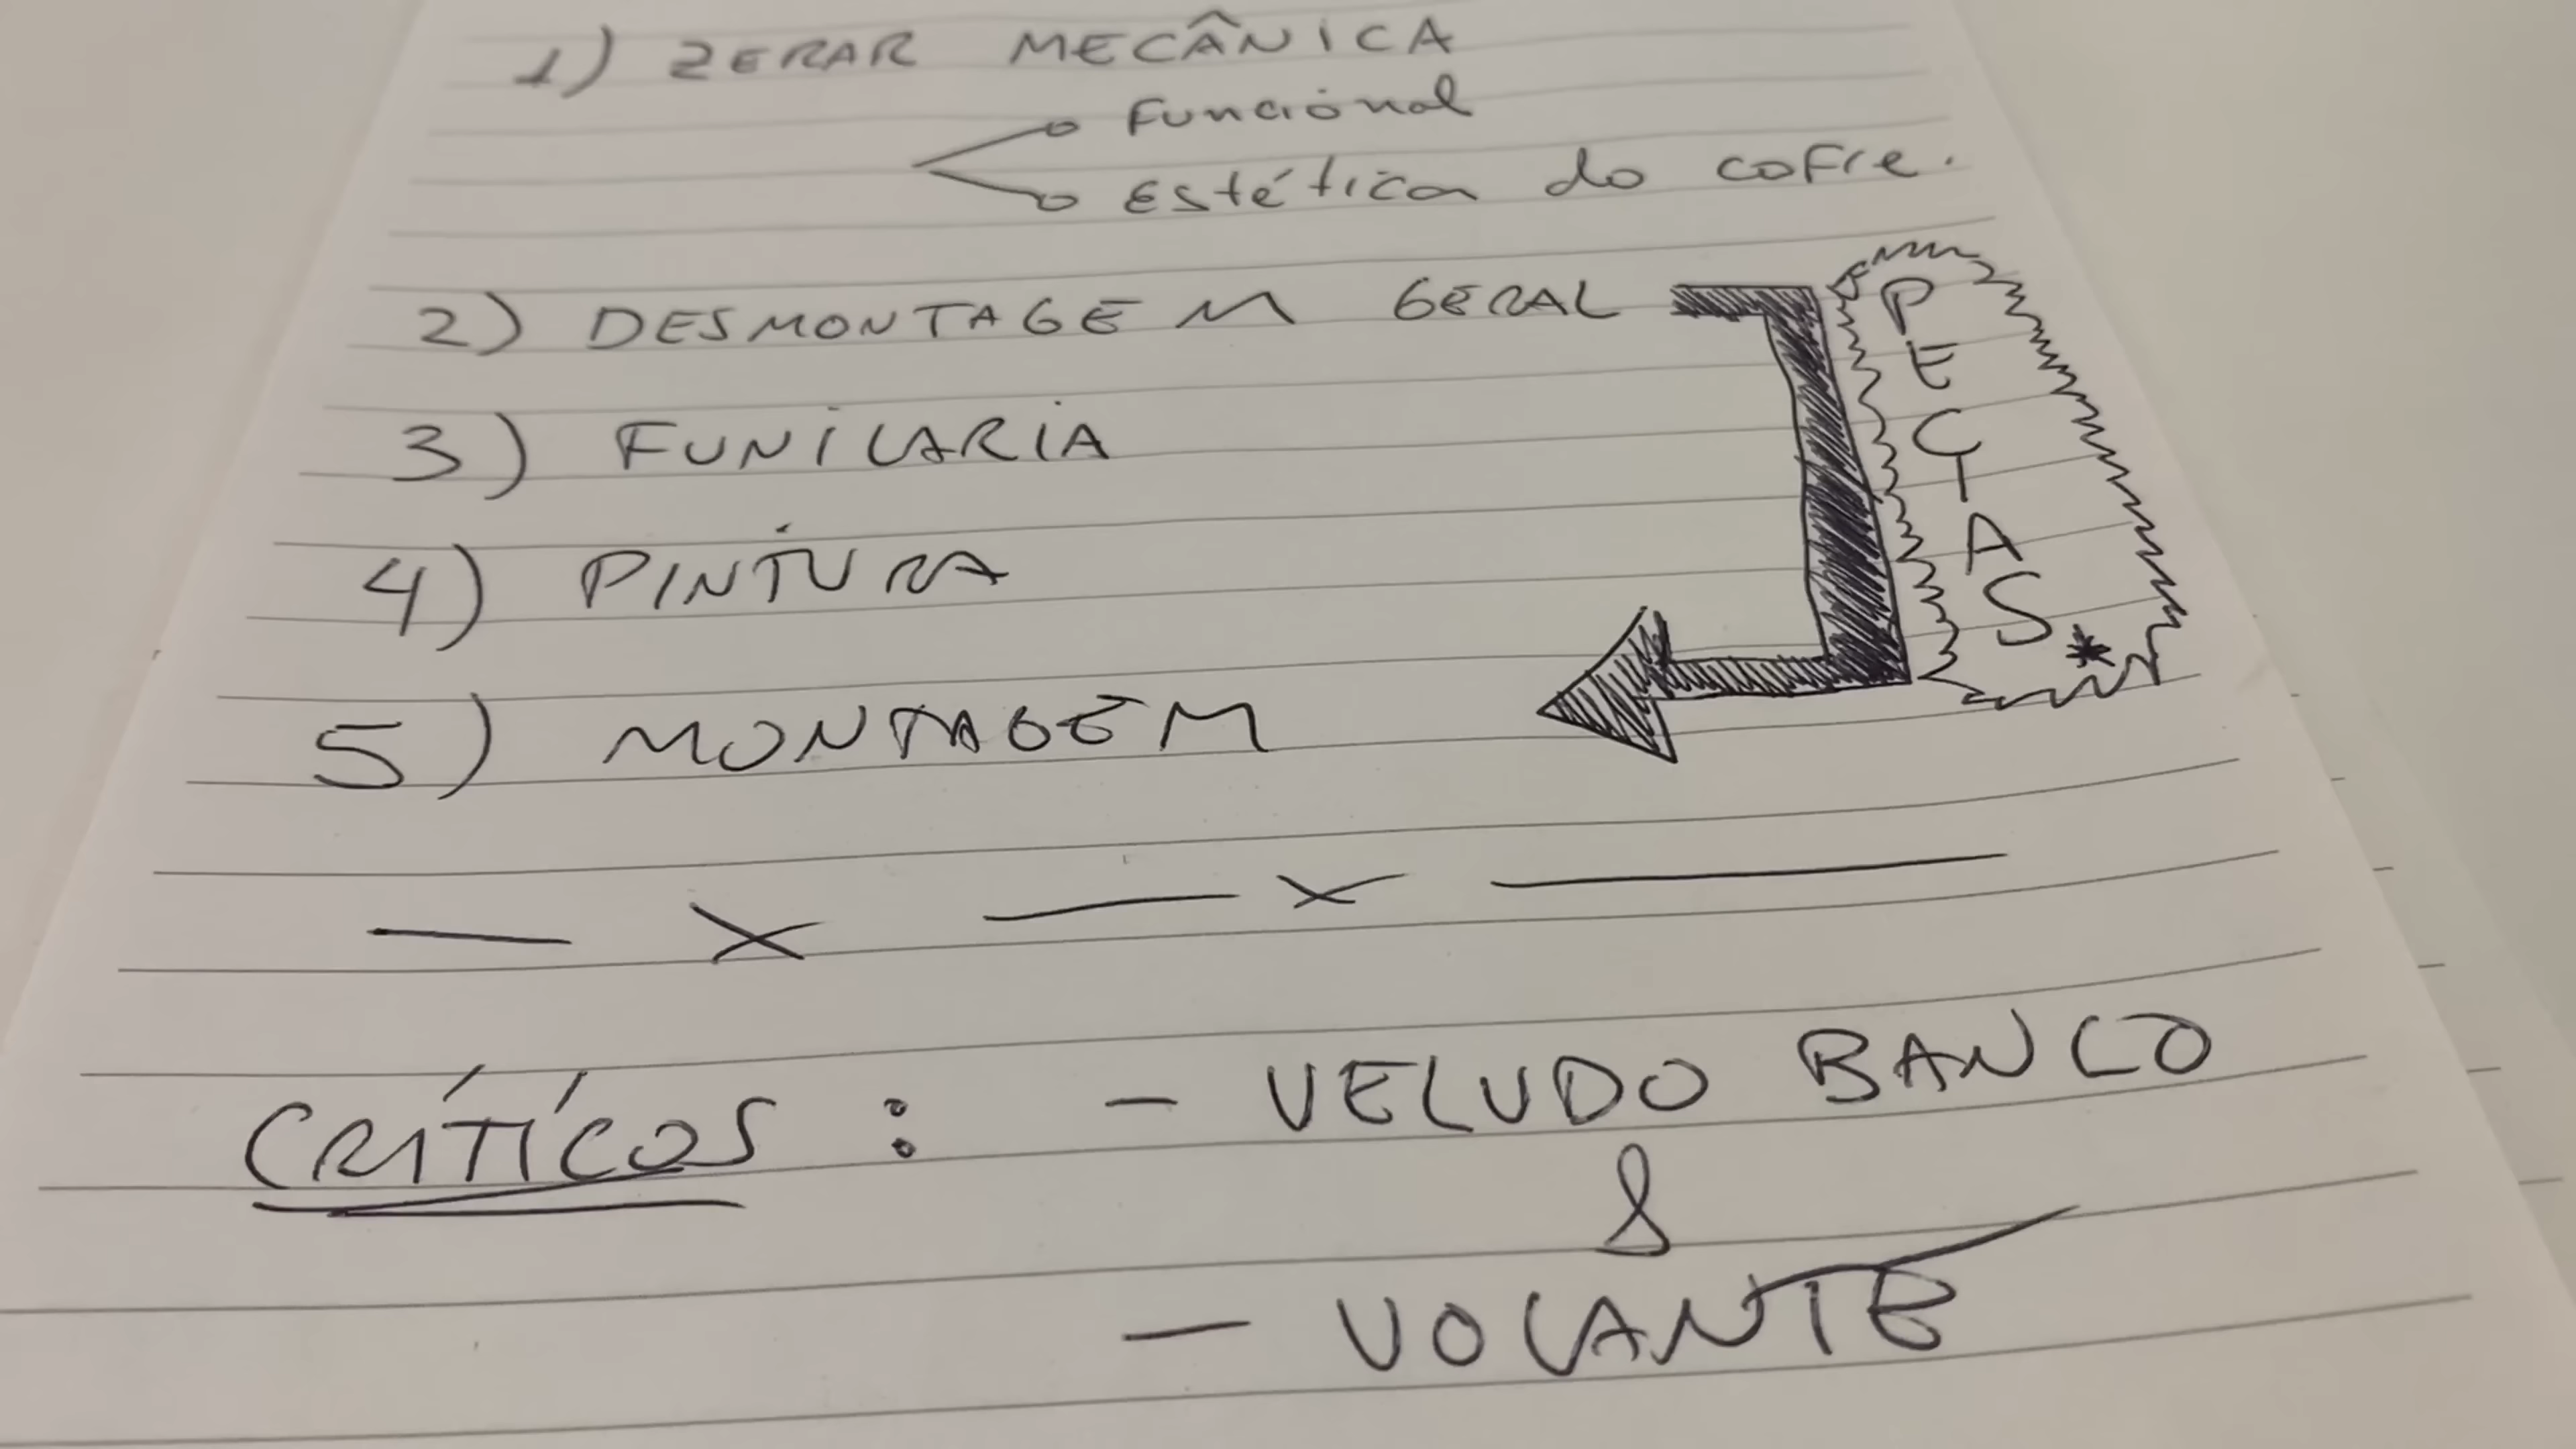 1) ZERAR MECÂNICA
Funcional
Estética do cofre.
2) DESMONTAGEM GERAL
3) FUNILARIA
4) PINTURA
5) MONTAGEM
PEÇAS*
— X — X —
CRÍTÍCOS : - VELUDO BANCO
&
- VOLANTE